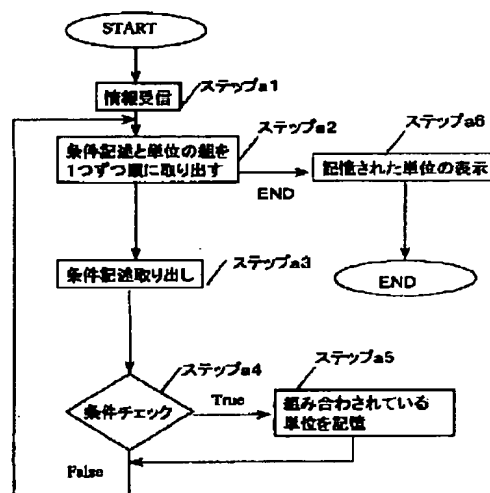 START
ステップa1
情報受信
ステップa2
条件記述と単位の組を
1つずつ順に取り出す
END
ステップa6
記憶された単位の表示
END
ステップa3
条件記述取り出し
ステップa4
条件チェック
True
False
ステップa5
組み合わされている
単位を記憶